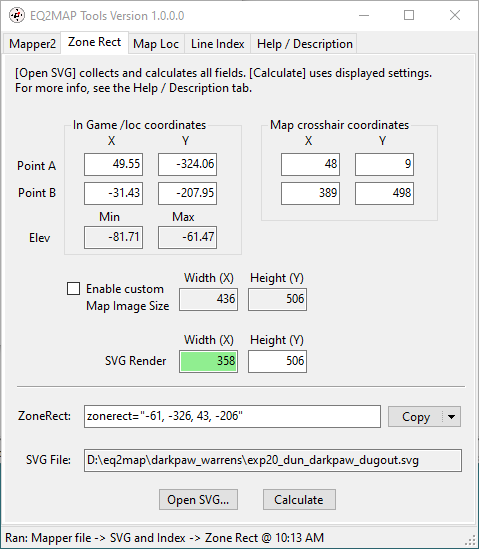 EQ2MAP Tools Version 1.0.0.0
Mapper2 Zone Rect Map Loc Line Index Help / Description
[Open SVG] collects and calculates all fields. [Calculate] uses displayed settings.
For more info, see the Help / Description tab.
In Game /loc coordinates Map crosshair coordinates
X Y X Y
Point A 49.55 -324.06 48 9
Point B -31.43 -207.95 389 498
Min Max
Elev -81.71 -61.47
Width (X) Height (Y)
Enable custom
Map Image Size 436 506
Width (X) Height (Y)
SVG Render 358 506
ZoneRect: zonerect="-61, -326, 43, -206" Copy
SVG File: D:\eq2map\darkpaw_warrens\exp20_dun_darkpaw_dugout.svg
Open SVG... Calculate
Ran: Mapper file -> SVG and Index -> Zone Rect @ 10:13 AM